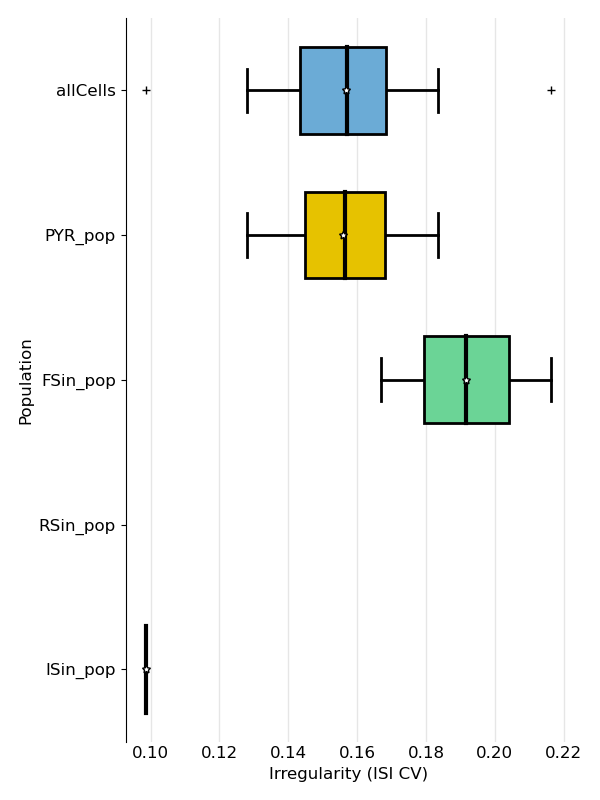 allCells
PYR_pop
FSin_pop
RSin_pop
ISin_pop
Population
0.10 0.12 0.14 0.16 0.18 0.20 0.22
Irregularity (ISI CV)